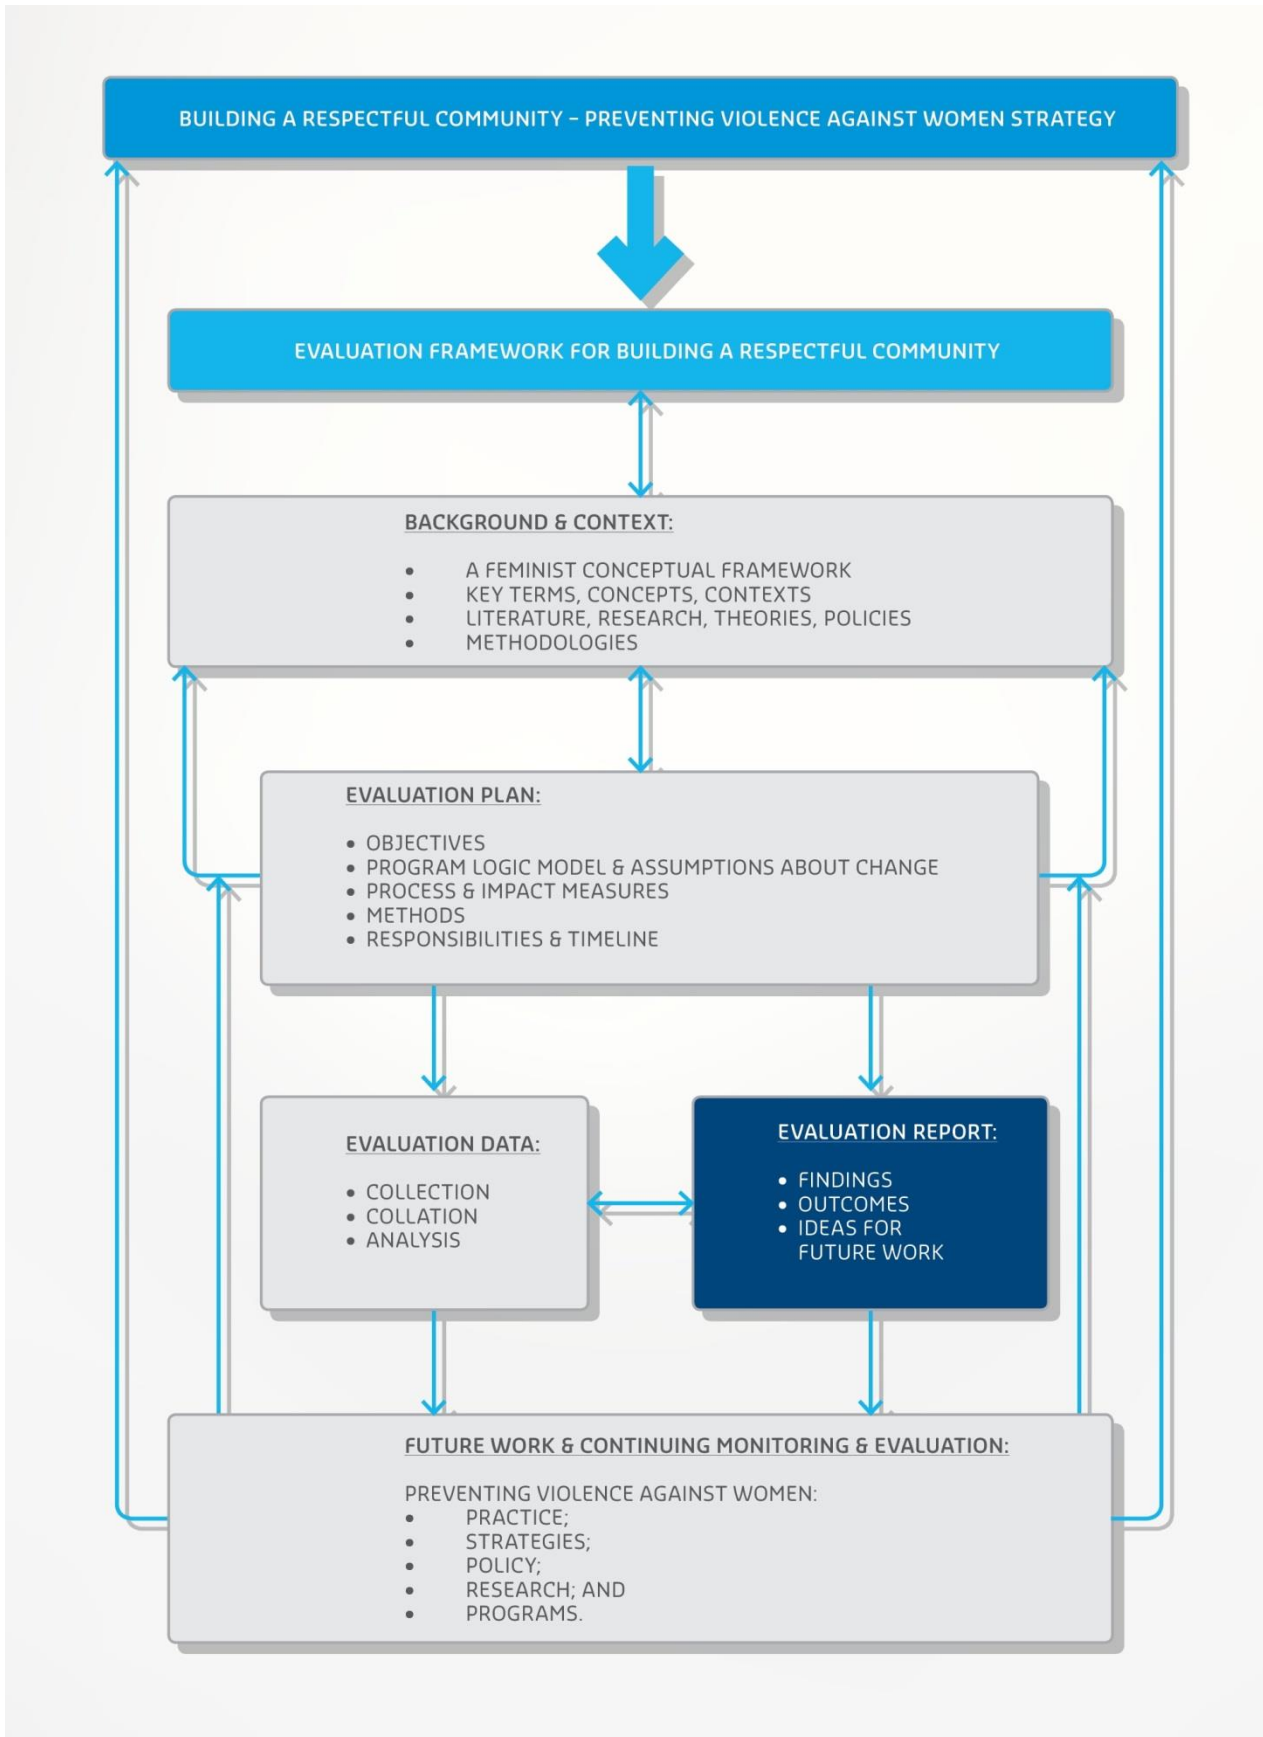 BUILDING A RESPECTFUL COMMUNITY – PREVENTING VIOLENCE AGAINST WOMEN STRATEGY
EVALUATION FRAMEWORK FOR BUILDING A RESPECTFUL COMMUNITY
BACKGROUND & CONTEXT:
• A FEMINIST CONCEPTUAL FRAMEWORK
• KEY TERMS, CONCEPTS, CONTEXTS
• LITERATURE, RESEARCH, THEORIES, POLICIES
• METHODOLOGIES
EVALUATION PLAN:
• OBJECTIVES
• PROGRAM LOGIC MODEL & ASSUMPTIONS ABOUT CHANGE
• PROCESS & IMPACT MEASURES
• METHODS
• RESPONSIBILITIES & TIMELINE
EVALUATION DATA:
• COLLECTION
• COLLATION
• ANALYSIS
EVALUATION REPORT:
• FINDINGS
• OUTCOMES
• IDEAS FOR
FUTURE WORK
FUTURE WORK & CONTINUING MONITORING & EVALUATION:
PREVENTING VIOLENCE AGAINST WOMEN:
• PRACTICE;
• STRATEGIES;
• POLICY;
• RESEARCH; AND
• PROGRAMS.